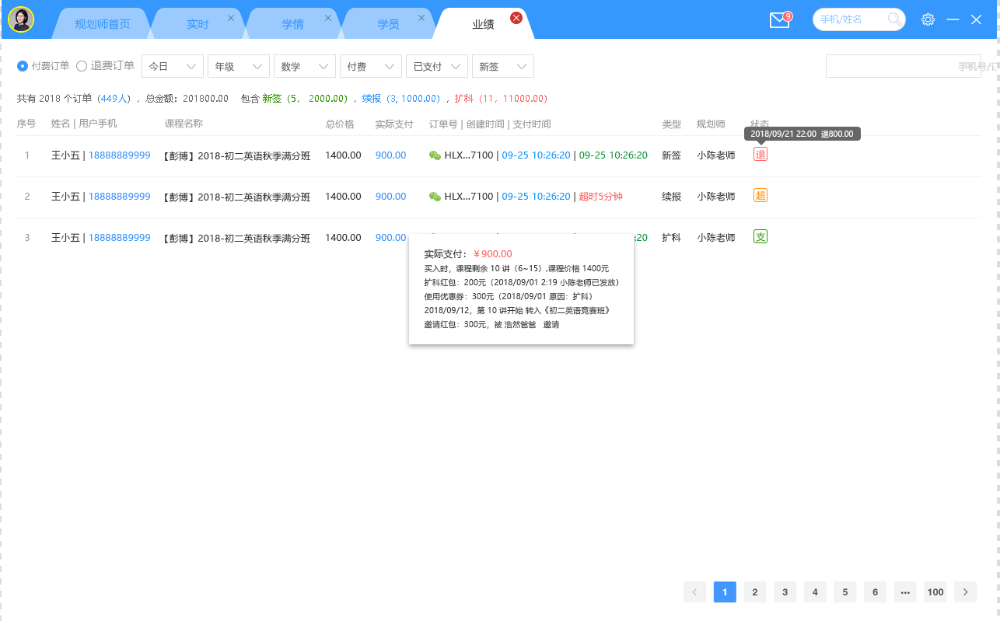 规划师首页 实时 学情 学员 业绩 9 手机/姓名
付费订单 退费订单 今日 年级 数学 付费 已支付 新签 手机号/订
共有 2018 个订单（449人），总金额：201800.00 包含 新签（5， 2000.00），续报（3, 1000.00），扩科（11，11000.00）
序号 姓名 | 用户手机 课程名称 总价格 实际支付 订单号 | 创建时间 | 支付时间 类型 规划师 状态
2018/09/21 22:00 退800.00
1 王小五 | 18888889999 【彭博】2018-初二英语秋季满分班 1400.00 900.00 HLX...7100 | 09-25 10:26:20 | 09-25 10:26:20 新签 小陈老师 退
2 王小五 | 18888889999 【彭博】2018-初二英语秋季满分班 1400.00 900.00 HLX...7100 | 09-25 10:26:20 | 超时5分钟 续报 小陈老师 超
3 王小五 | 18888889999 【彭博】2018-初二英语秋季满分班 1400.00 900.00 :20 扩科 小陈老师 支
实际支付：￥900.00
买入时，课程剩余 10 讲（6~15）,课程价格 1400元
扩科红包：200元（2018/09/01 2:19 小陈老师已发放）
使用优惠券：300元（2018/09/01 原因：扩科）
2018/09/12，第 10 讲开始 转入《初二英语竞赛班》
邀请红包：300元，被 浩然爸爸 邀请
1 2 3 4 5 6 ··· 100